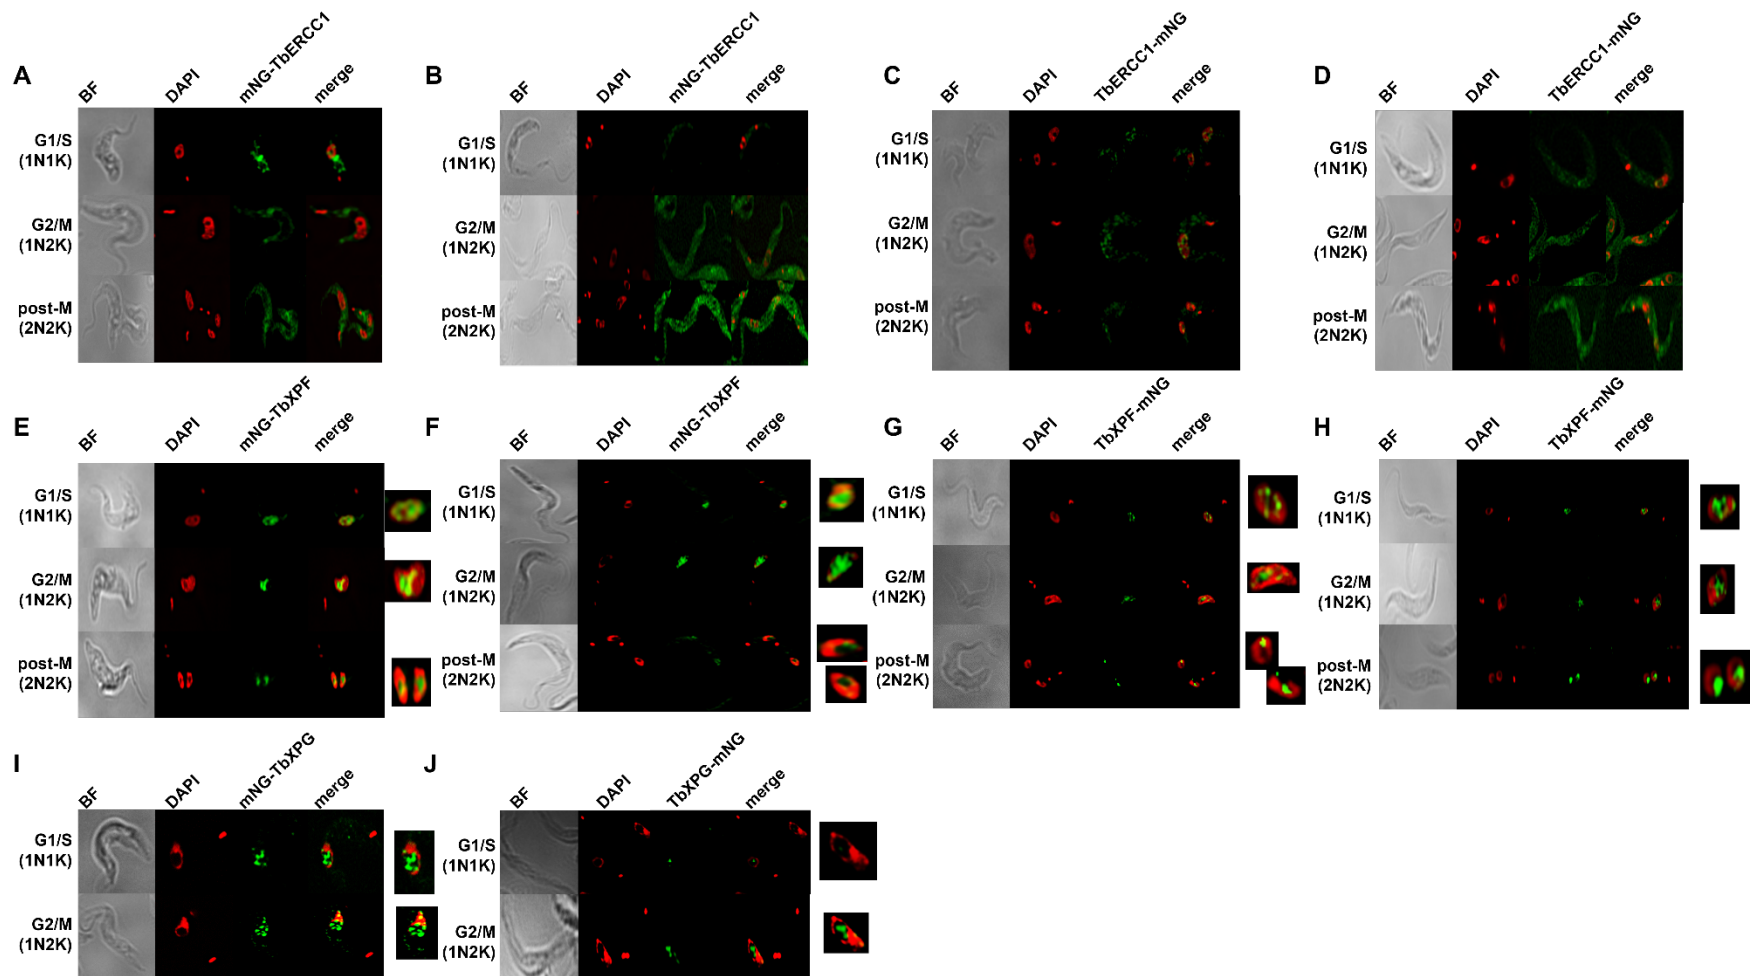 A
BF
DAPI
mNG-TbERCC1
merge
G1/S
(1N1K)
G2/M
(1N2K)
post-M
(2N2K)
B
BF
DAPI
mNG-TbERCC1
merge
G1/S
(1N1K)
G2/M
(1N2K)
post-M
(2N2K)
C
BF
DAPI
TbERCC1-mNG
merge
G1/S
(1N1K)
G2/M
(1N2K)
post-M
(2N2K)
D
BF
DAPI
TbERCC1-mNG
merge
G1/S
(1N1K)
G2/M
(1N2K)
post-M
(2N2K)
E
BF
DAPI
mNG-TbXPF
merge
G1/S
(1N1K)
G2/M
(1N2K)
post-M
(2N2K)
F
BF
DAPI
mNG-TbXPF
merge
G1/S
(1N1K)
G2/M
(1N2K)
post-M
(2N2K)
G
BF
DAPI
TbXPF-mNG
merge
G1/S
(1N1K)
G2/M
(1N2K)
post-M
(2N2K)
H
BF
DAPI
TbXPF-mNG
merge
G1/S
(1N1K)
G2/M
(1N2K)
post-M
(2N2K)
I
BF
DAPI
mNG-TbXPG
merge
G1/S
(1N1K)
G2/M
(1N2K)
J
BF
DAPI
TbXPG-mNG
merge
G1/S
(1N1K)
G2/M
(1N2K)